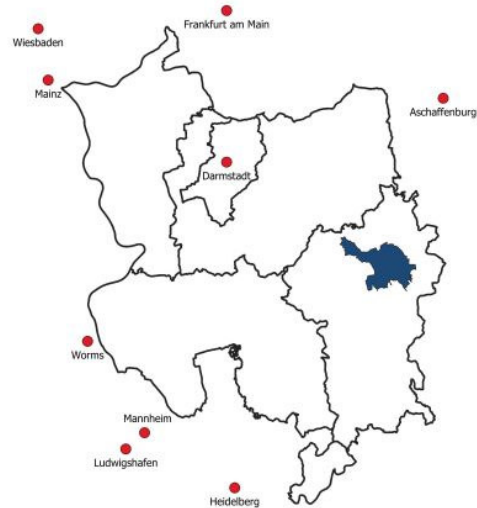 Frankfurt am Main
Wiesbaden
Mainz
Aschaffenburg
Darmstadt
Worms
Mannheim
Ludwigshafen
Heidelberg